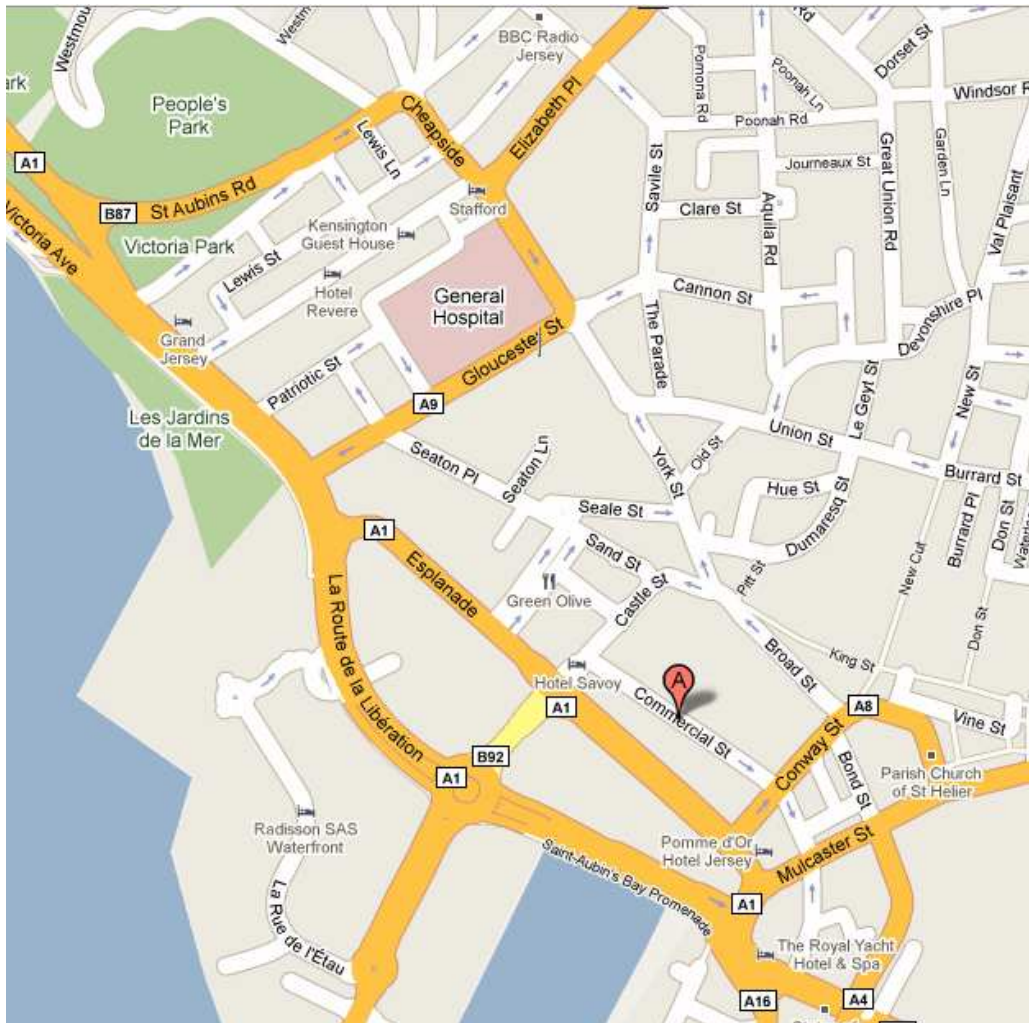 Westmou
Westmou
BBC Radio
Jersey
Rd
Dorset St
ark
People's
Park
Cheapside
Elizabeth Pl
Pomona Rd
Poonah Ln
Windsor R
Poonah Rd
A1
Lewis Ln
Savile St
Journeaux St
Great Union Rd
Garden Ln
St Aubins Rd
B87
Stafford
Clare St
Aquila Rd
Val Plaisant
Victoria Ave
Victoria Park
Kensington
Guest House
Lewis St
Hotel
Revere
General
Hospital
Cannon St
The Parade
Devonshire Pl
Grand
Jersey
Gloucester St
Patriotic St
A9
Le Geyt St
New St
Les Jardins
de la Mer
Union St
Old St
York St
Seaton Pl
Seaton Ln
Burrard St
Hue St
Dumaresq St
Burrard Pl
Don St
Waterl
Seale St
A1
Esplanade
Sand St
New Cut
Pitt St
Green Olive
Castle St
Don St
La Route de la Libération
King St
Broad St
Hotel Savoy
A
A1
Commercial St
A8
Vine St
B92
Conway St
A1
Bond St
Parish Church
of St Helier
Radisson SAS
Waterfront
Pomme d'Or
Hotel Jersey
Mulcaster St
Saint-Aubin's Bay Promenade
La Rue de l'Étau
A1
The Royal Yacht
Hotel & Spa
A16
A4